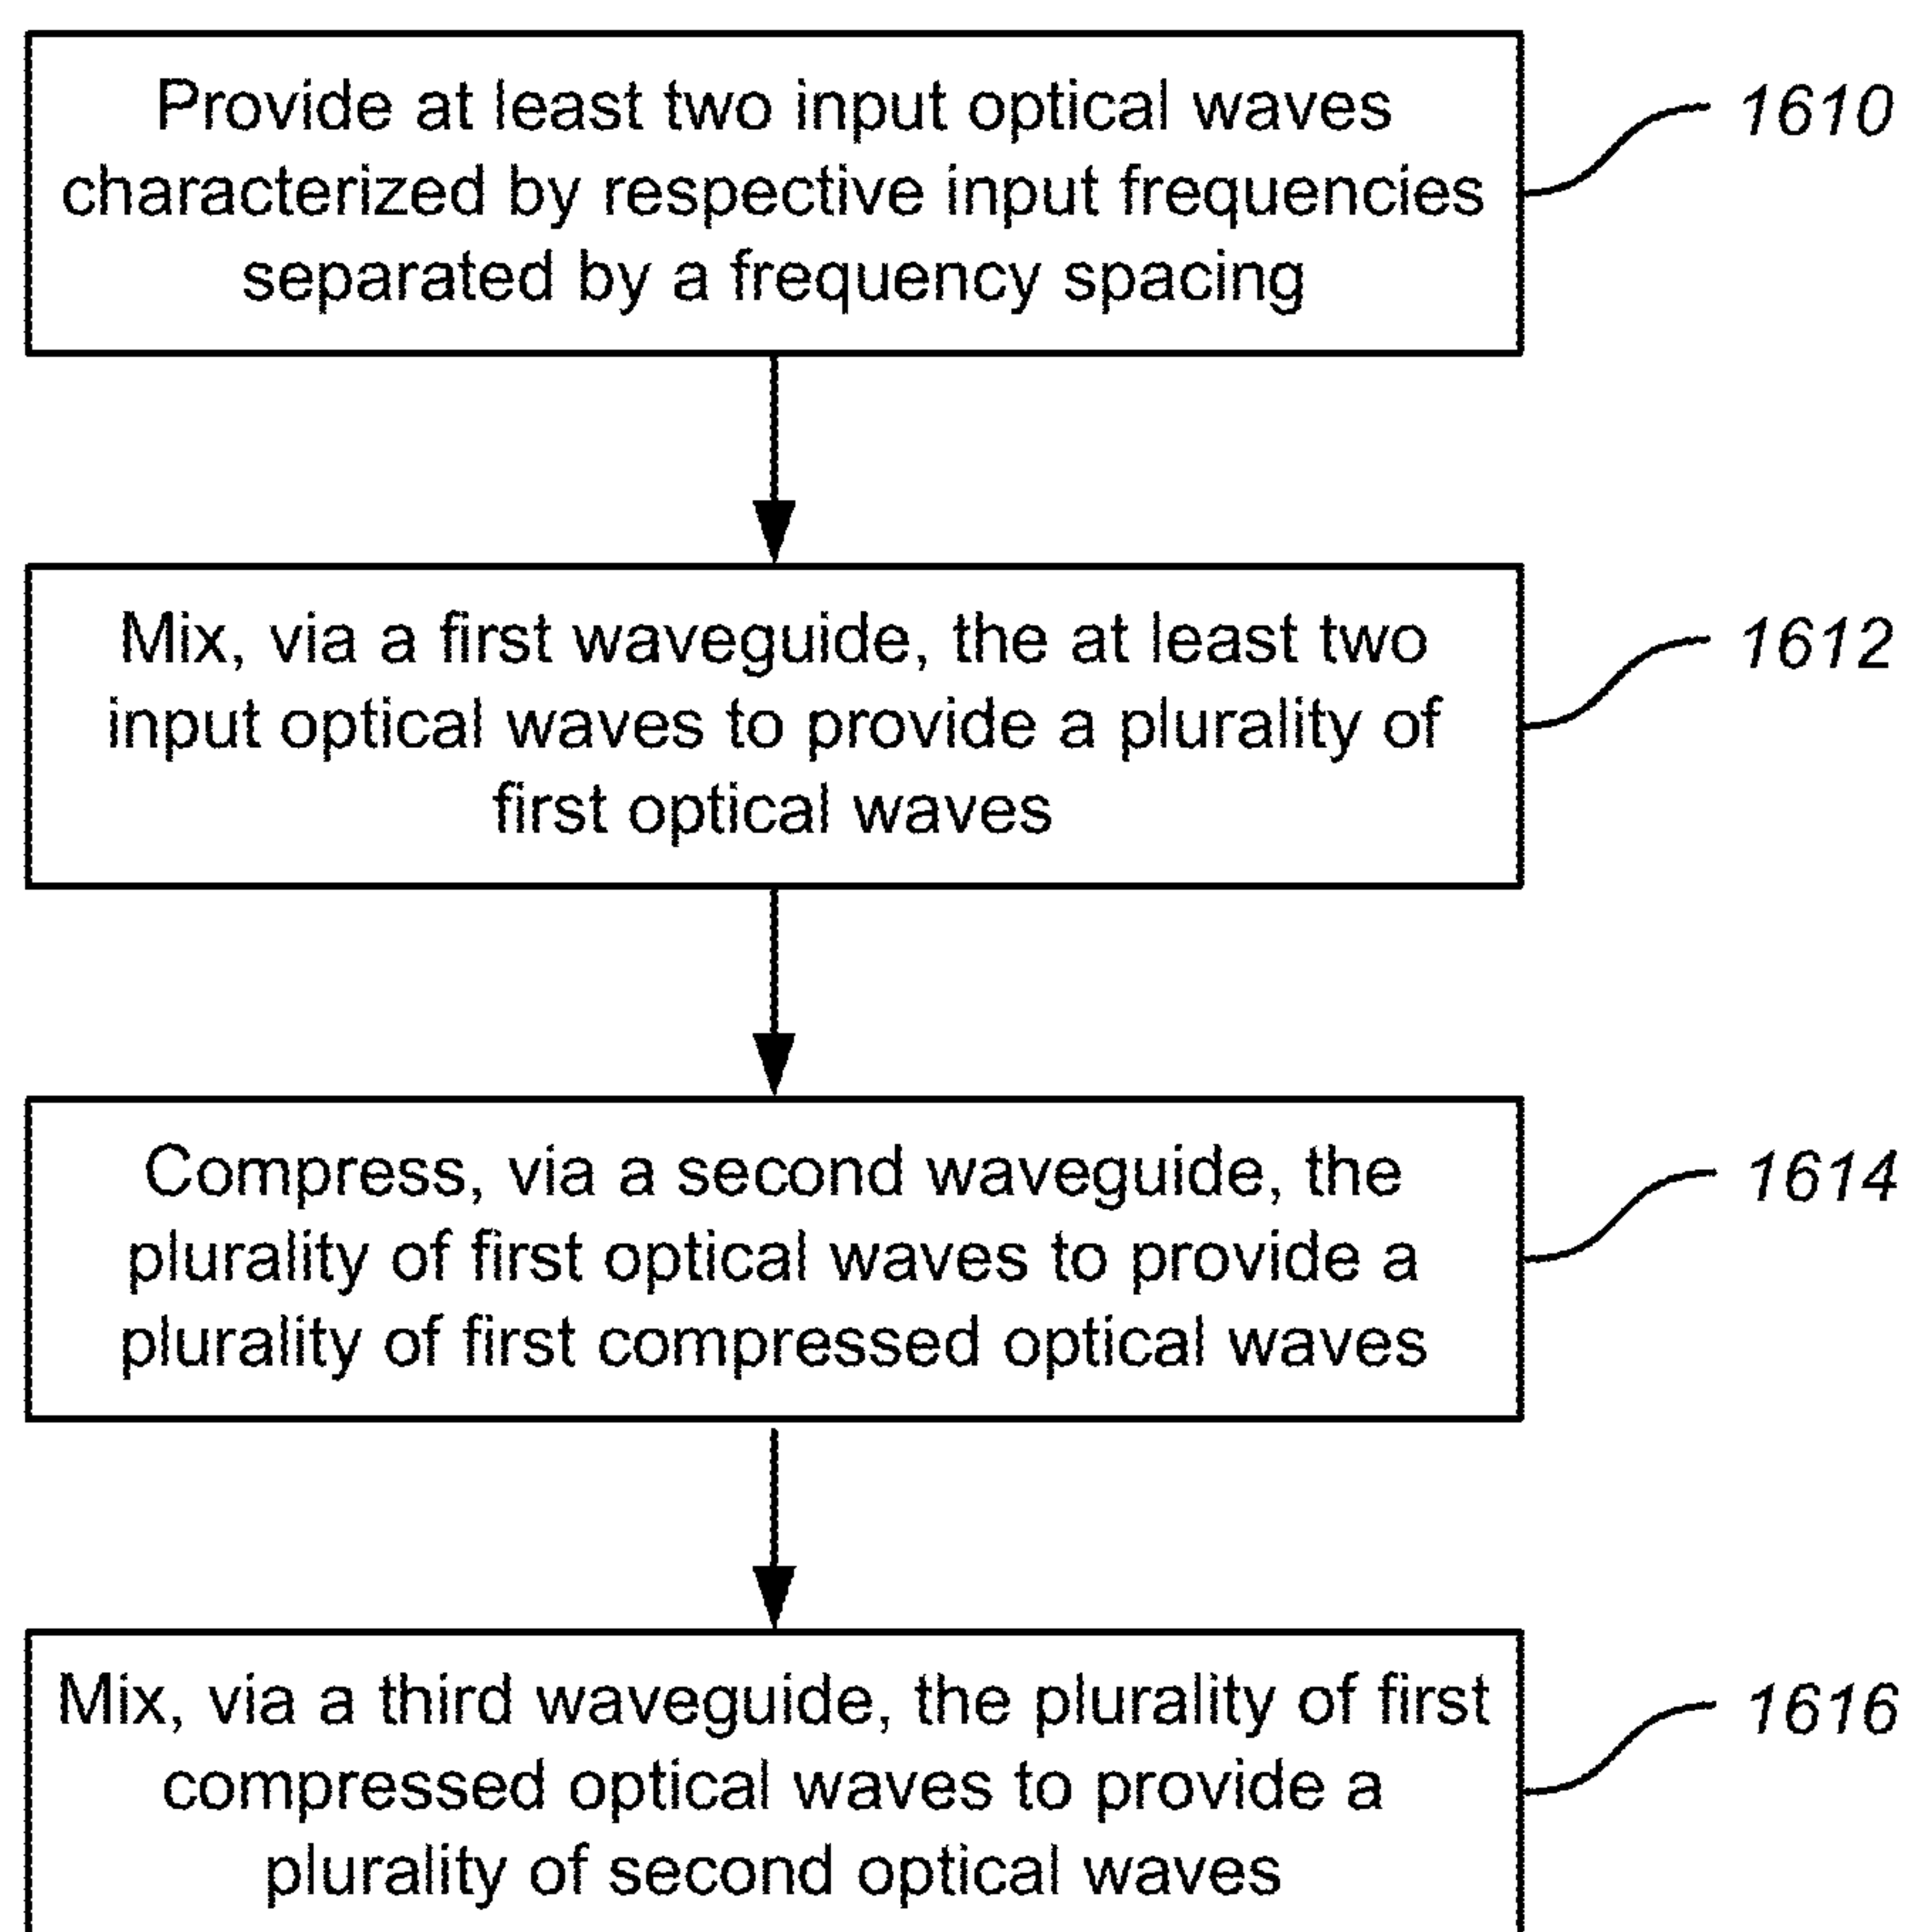 Provide at least two input optical waves
characterized by respective input frequencies
separated by a frequency spacing
1610
Mix, via a first waveguide, the at least two
input optical waves to provide a plurality of
first optical waves
1612
Compress, via a second waveguide, the
plurality of first optical waves to provide a
plurality of first compressed optical waves
1614
Mix, via a third waveguide, the plurality of first
compressed optical waves to provide a
plurality of second optical waves
1616